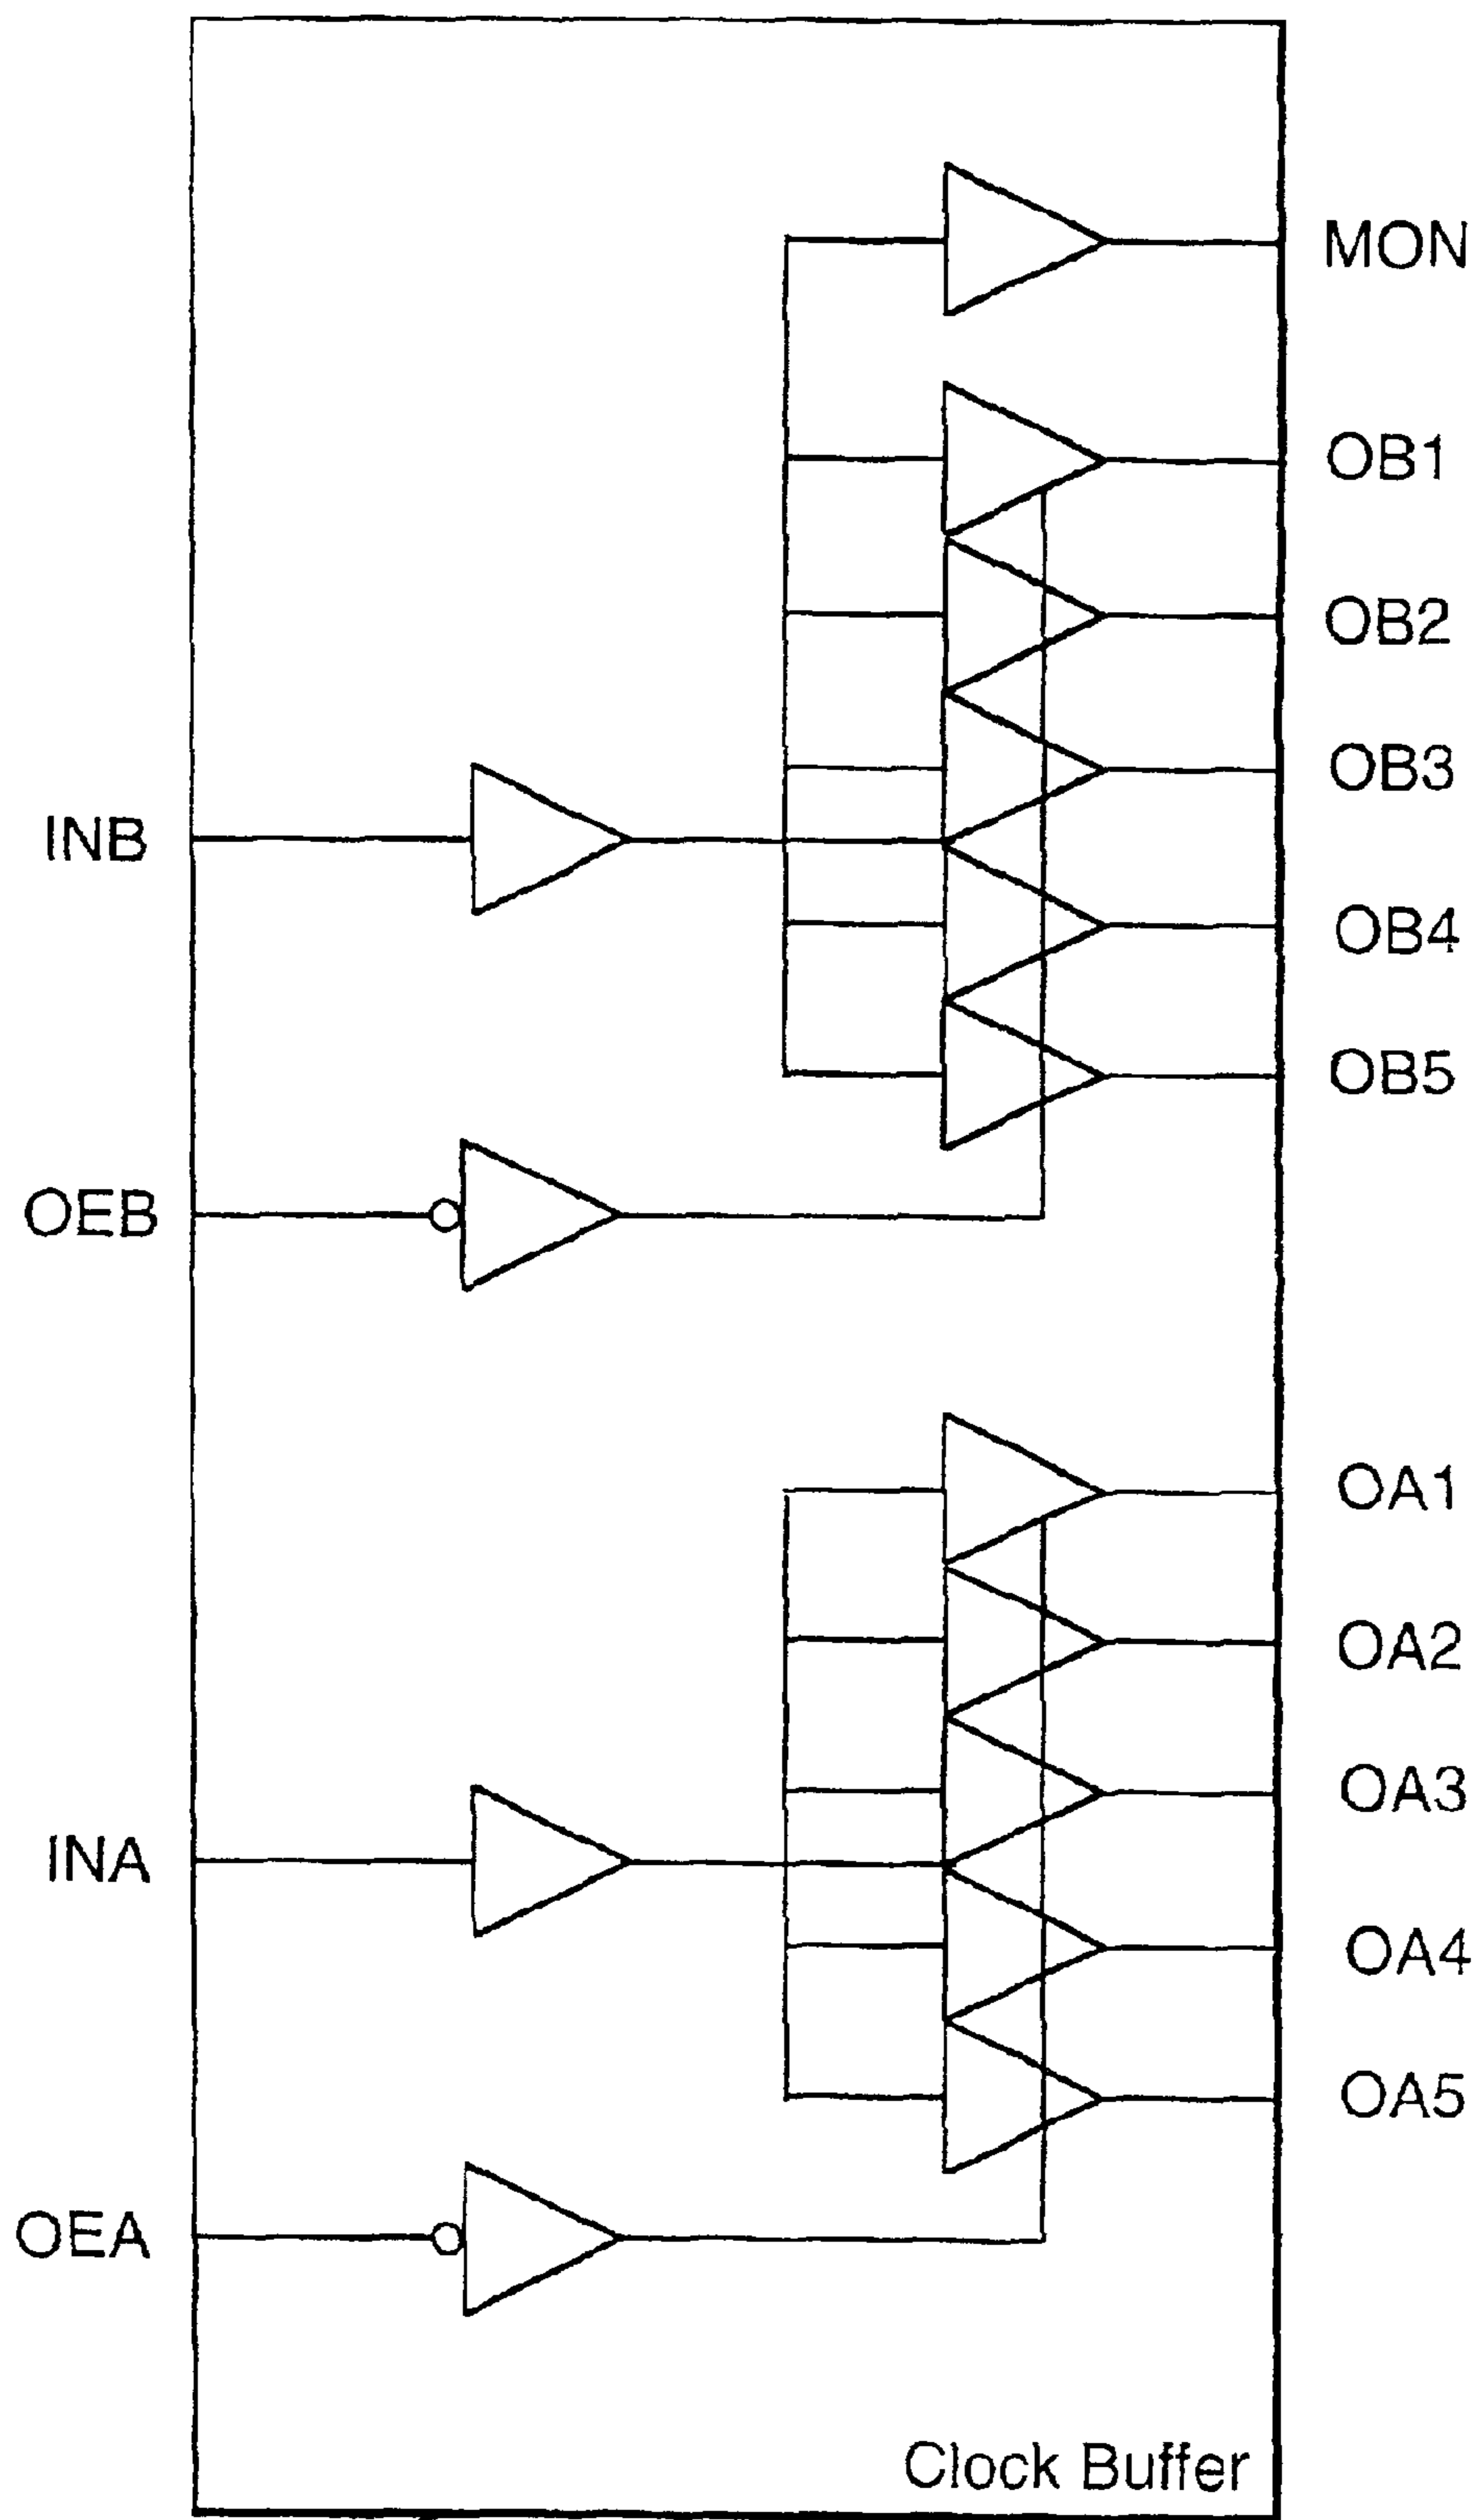 MON
OB1
OB2
OB3
INB
OB4
OB5
OEB
OA1
OA2
OA3
INA
OA4
OA5
OEA
Clock Buffer